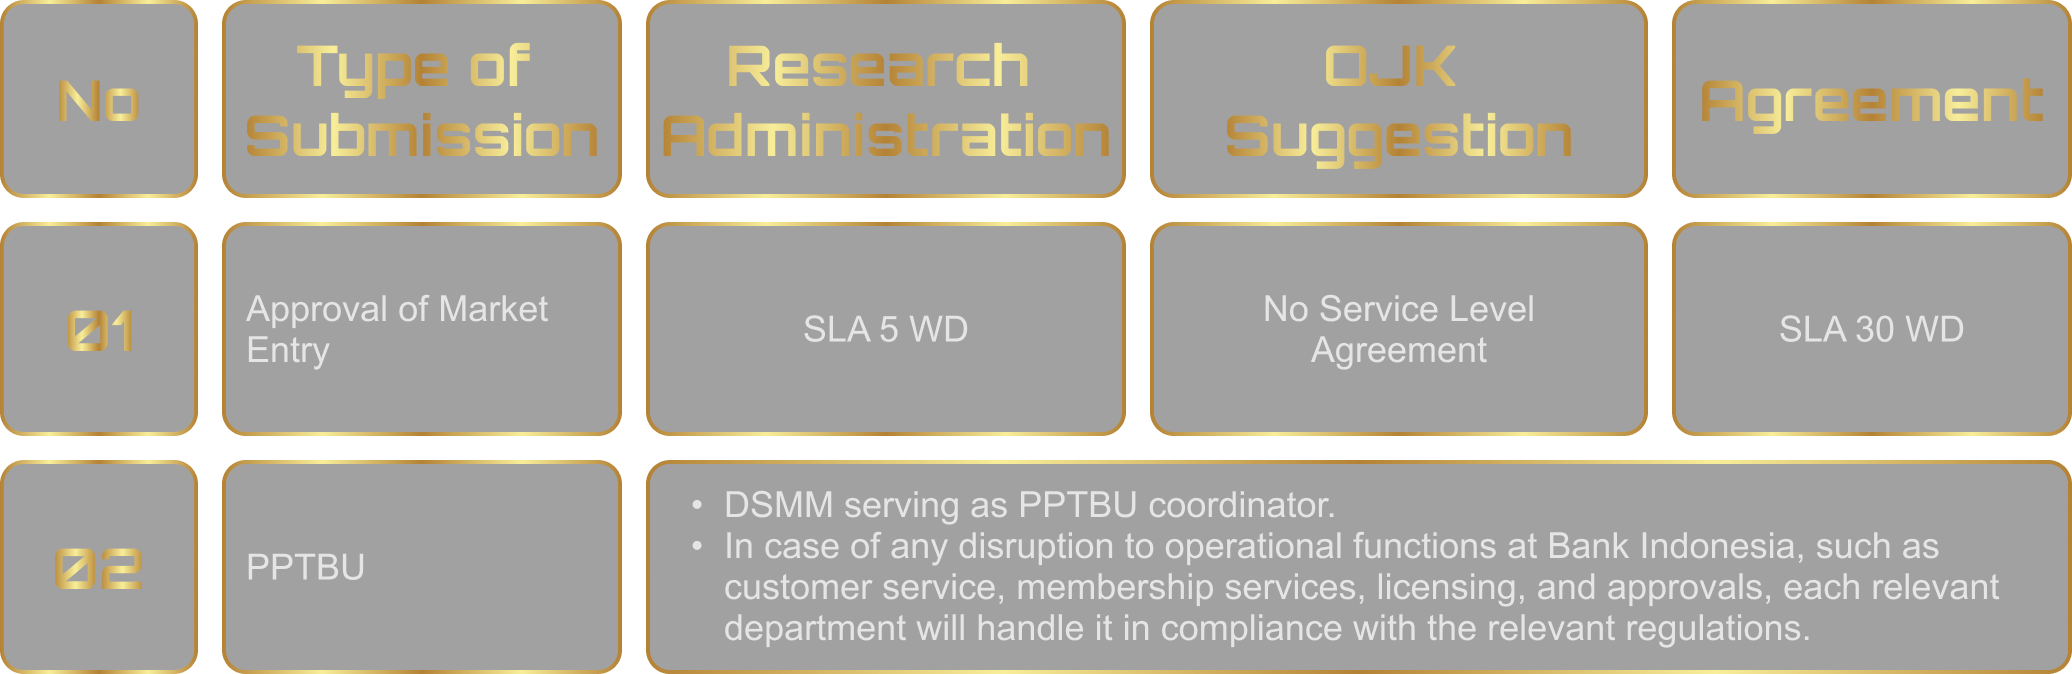 No
Type of
Submission
Research
Administration
OJK
Suggestion
Agreement
01
Approval of Market
Entry
SLA 5 WD
No Service Level
Agreement
SLA 30 WD
02
PPTBU
• DSMM serving as PPTBU coordinator.
• In case of any disruption to operational functions at Bank Indonesia, such as
customer service, membership services, licensing, and approvals, each relevant
department will handle it in compliance with the relevant regulations.